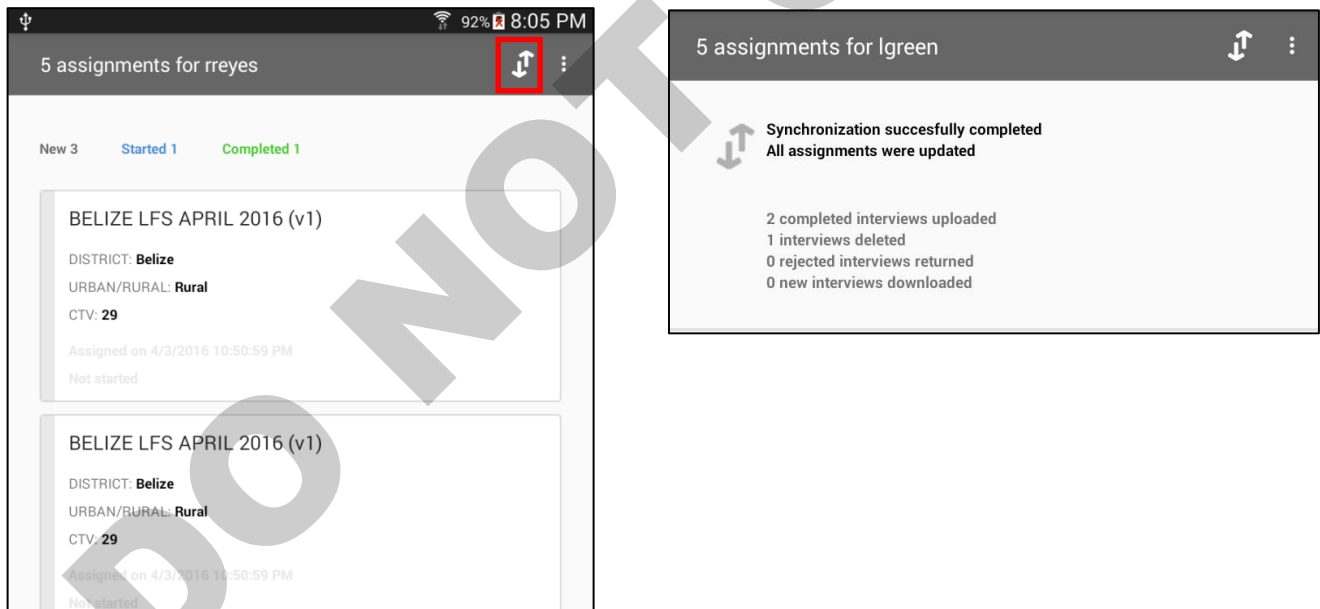 92% 8:05 PM
5 assignments for rreyes
New 3 Started 1 Completed 1
BELIZE LFS APRIL 2016 (v1)
DISTRICT: Belize
URBAN/RURAL: Rural
CTV: 29
Assigned on 4/3/2016 10:50:59 PM
Not started
BELIZE LFS APRIL 2016 (v1)
DISTRICT: Belize
URBAN/RURAL: Rural
CTV: 29
Assigned on 4/3/2016 10:50:59 PM
Not started
5 assignments for lgreen
Synchronization succesfully completed
All assignments were updated
2 completed interviews uploaded
1 interviews deleted
0 rejected interviews returned
0 new interviews downloaded
DO NOT